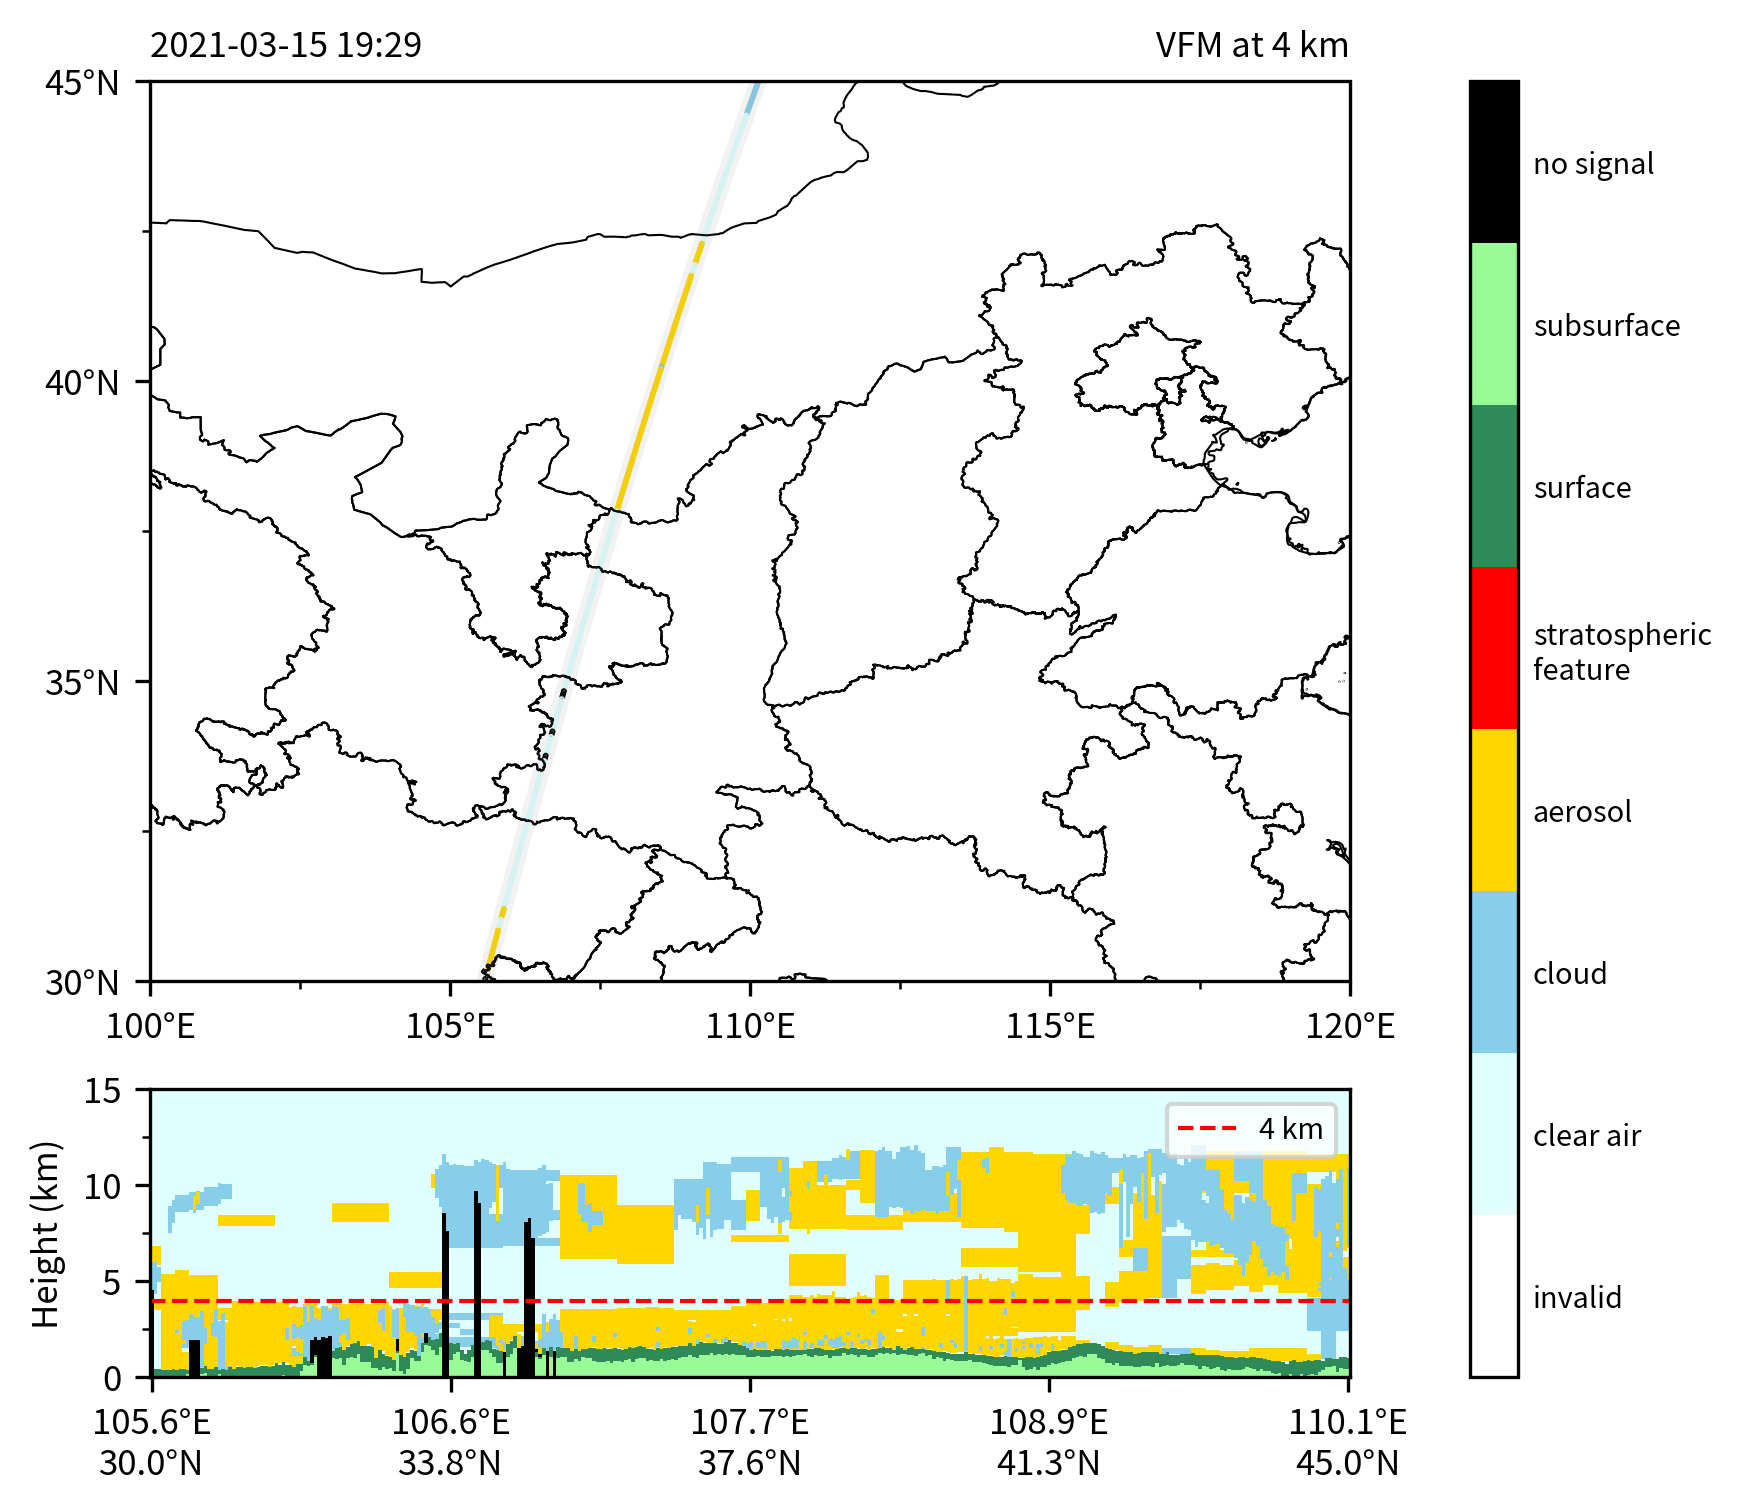 2021-03-15 19:29
VFM at 4 km
45°N
40°N
35°N
30°N
100°E
105°E
110°E
115°E
120°E
no signal
subsurface
surface
stratospheric
feature
aerosol
cloud
clear air
invalid
15
10
5
0
Height (km)
4 km
105.6°E
30.0°N
106.6°E
33.8°N
107.7°E
37.6°N
108.9°E
41.3°N
110.1°E
45.0°N